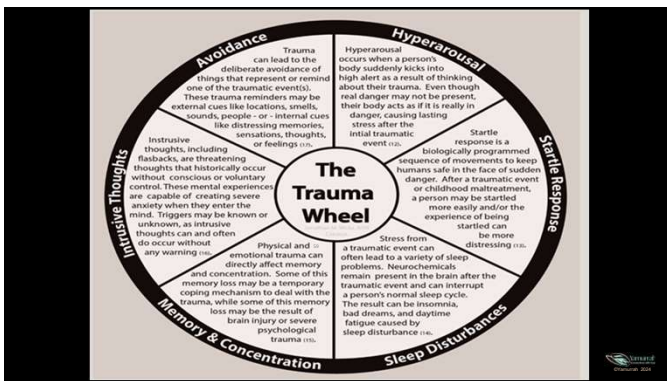 Avoidance
Trauma
can lead to the
deliberate avoidance of
things that represent or remind
one of the traumatic event(s).
These trauma reminders may be
external cues like locations, smells,
sounds, people - or - internal cues
like distressing memories,
sensations, thoughts,
or feelings (17).
Hyperarousal
Hyperarousal
occurs when a person's
body suddenly kicks into
high alert as a result of thinking
about their trauma. Even though
real danger may not be present,
their body acts as if it is really in
danger, causing lasting
stress after the
intial traumatic
event (12).
Startle Response
Startle
response is a
biologically programmed
sequence of movements to keep
humans safe in the face of sudden
danger. After a traumatic event
or childhood maltreatment,
a person may be startled
more easily and/or the
experience of being
startled can
be more
distressing (13).
Sleep Disturbances
Stress from
a traumatic event can
often lead to a variety of sleep
problems. Neurochemicals
remain present in the brain after the
traumatic event and can interrupt
a person's normal sleep cycle.
The result can be insomnia,
bad dreams, and daytime
fatigue caused by
sleep disturbance (14).
Memory & Concentration
Physical and
emotional trauma can
directly affect memory
and concentration. Some of this
memory loss may be a temporary
coping mechanism to deal with the
trauma, while some of this memory
loss may be the result of
brain injury or severe
psychological
trauma (15).
Intrusive Thoughts
Instrusive
thoughts, including
flasbacks, are threatening
thoughts that historically occur
without conscious or voluntary
control. These mental experiences
are capable of creating severe
anxiety when they enter the
mind. Triggers may be known or
unknown, as intrusive
thoughts can and often
do occur without
any warning (16).
The
Trauma
Wheel
Yamurrah
©Yamurrah 2024